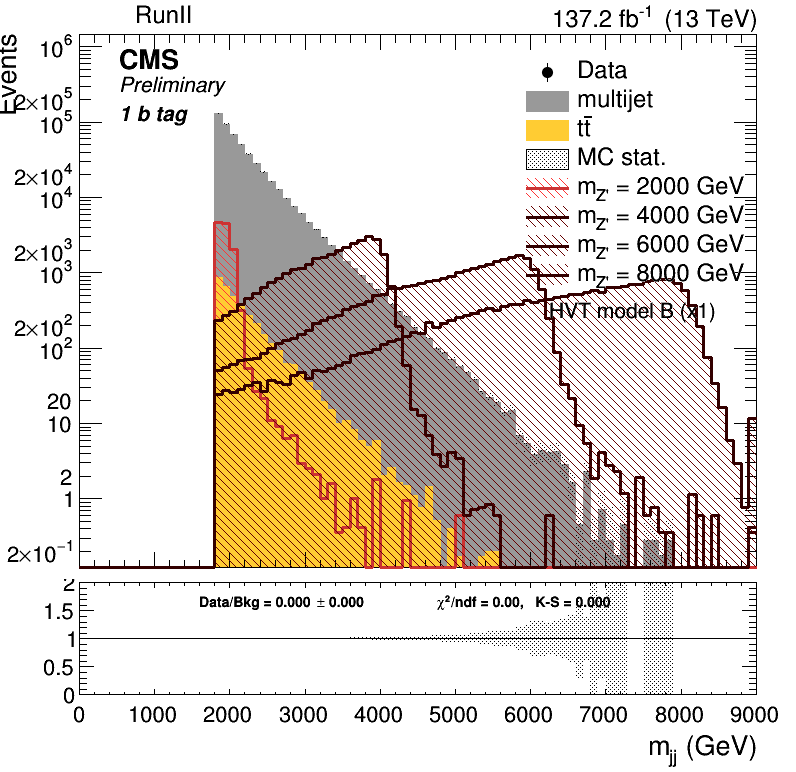 RunII
137.2 fb⁻¹ (13 TeV)
Events
10⁶
2×10⁵
10⁵
2×10⁴
10⁴
2×10³
10³
2×10²
10²
20
10
2
1
2×10⁻¹
CMS
Preliminary
1 b tag
Data
multijet
tt̄
MC stat.
m_Z' = 2000 GeV
m_Z' = 4000 GeV
m_Z' = 6000 GeV
m_Z' = 8000 GeV
HVT model B (x1)
2
1.5
1
0.5
0
Data/Bkg = 0.000 ± 0.000
χ²/ndf = 0.00, K-S = 0.000
0 1000 2000 3000 4000 5000 6000 7000 8000 9000
m_jj (GeV)